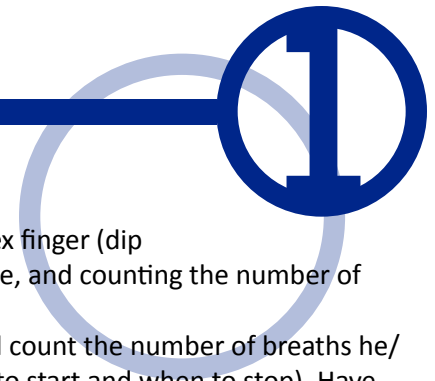 1
ex finger (dip
e, and counting the number of
count the number of breaths he/
to start and when to stop). Have